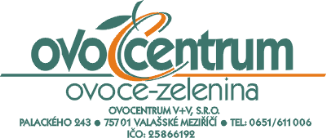 ovocentrum
ovoce-zelenina
OVOCENTRUM V+V, S.R.O.
PALACKÉHO 243 ● 757 01 VALAŠSKÉ MEZIŘÍČÍ ● TEL: 0651/611 006
IČO: 25866192